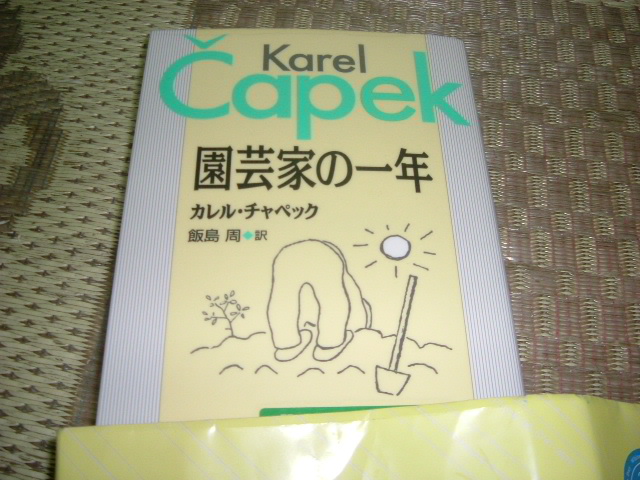 Karel
Čapek
園芸家の一年
カレル・チャペック
飯島 周◆訳